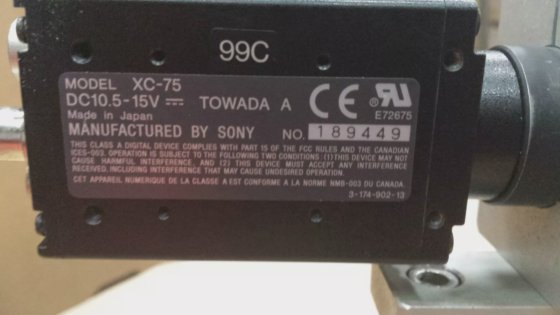 99C
MODEL XC-75
DC10.5-15V ⎓ TOWADA A CE ®RU
Made in Japan E72675
MANUFACTURED BY SONY NO. 189449
THIS CLASS A DIGITAL DEVICE COMPLIES WITH PART 15 OF THE FCC RULES AND THE CANADIAN
ICES-003. OPERATION IS SUBJECT TO THE FOLLOWING TWO CONDITIONS :(1)THIS DEVICE MAY NOT
CAUSE HARMFUL INTERFERENCE, AND (2) THIS DEVICE MUST ACCEPT ANY INTERFERENCE
RECEIVED, INCLUDING INTERFERENCE THAT MAY CAUSE UNDESIRED OPERATION.
CET APPAREIL NUMERIQUE DE LA CLASSE A EST CONFORME A LA NORME NMB-003 DU CANADA.
3-174-902-13